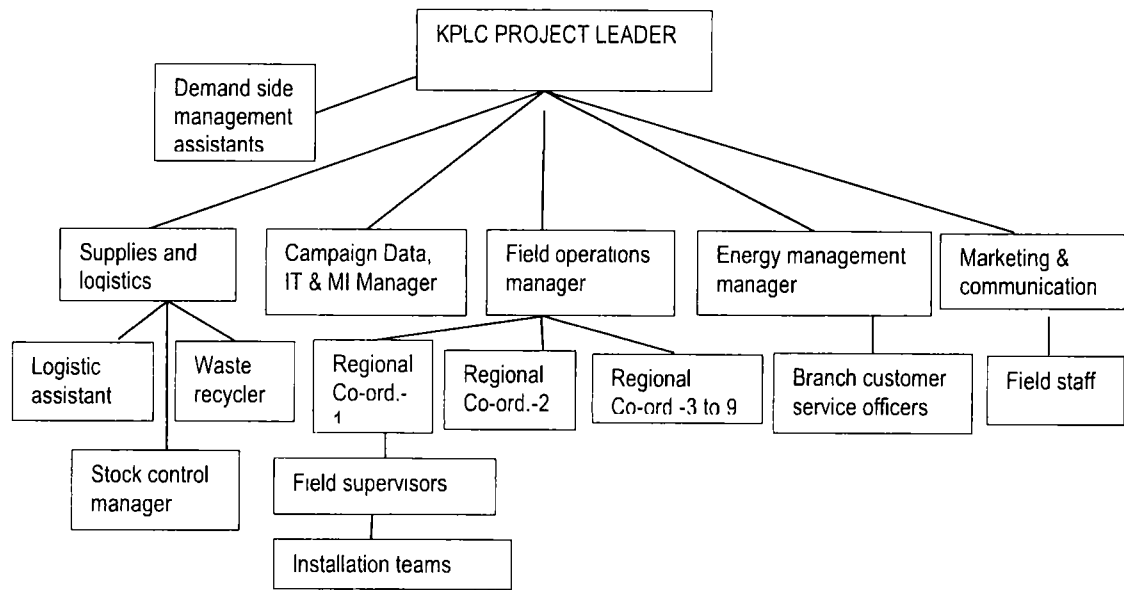 KPLC PROJECT LEADER
Demand side
management
assistants
Supplies and
logistics
Campaign Data,
IT & MI Manager
Field operations
manager
Energy management
manager
Marketing &
communication
Logistic
assistant
Waste
recycler
Regional
Co-ord.-
1
Regional
Co-ord.-2
Regional
Co-ord -3 to 9
Branch customer
service officers
Field staff
Stock control
manager
Field supervisors
Installation teams